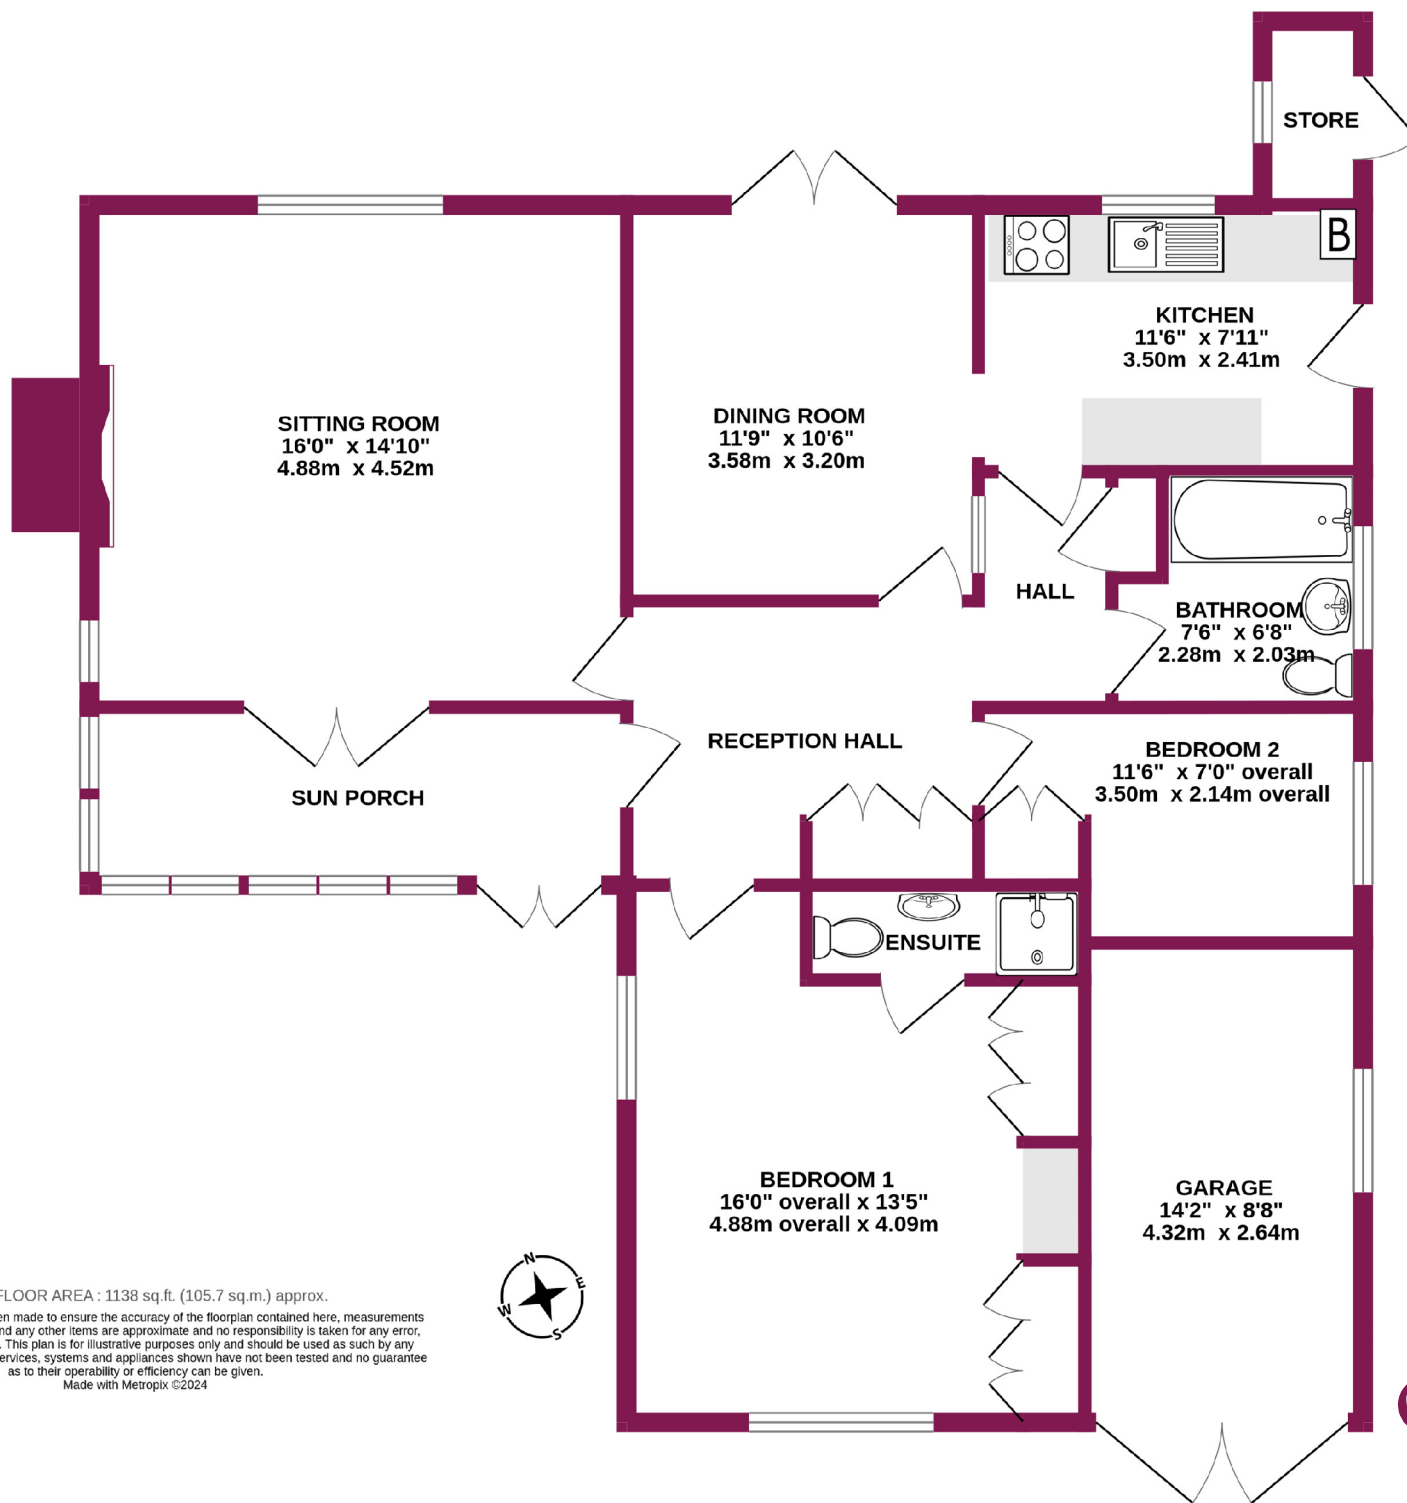 STORE
B
KITCHEN
11'6" x 7'11"
3.50m x 2.41m
SITTING ROOM
16'0" x 14'10"
4.88m x 4.52m
DINING ROOM
11'9" x 10'6"
3.58m x 3.20m
HALL
BATHROOM
7'6" x 6'8"
2.28m x 2.03m
RECEPTION HALL
BEDROOM 2
11'6" x 7'0" overall
3.50m x 2.14m overall
SUN PORCH
ENSUITE
BEDROOM 1
16'0" overall x 13'5"
4.88m overall x 4.09m
GARAGE
14'2" x 8'8"
4.32m x 2.64m
N
E
W
S
FLOOR AREA : 1138 sq.ft. (105.7 sq.m.) approx.
made to ensure the accuracy of the floorplan contained here, measurements
any other items are approximate and no responsibility is taken for any error,
. This plan is for illustrative purposes only and should be used as such by any
systems and appliances shown have not been tested and no guarantee
as to their operability or efficiency can be given.
Made with Metropix ©2024